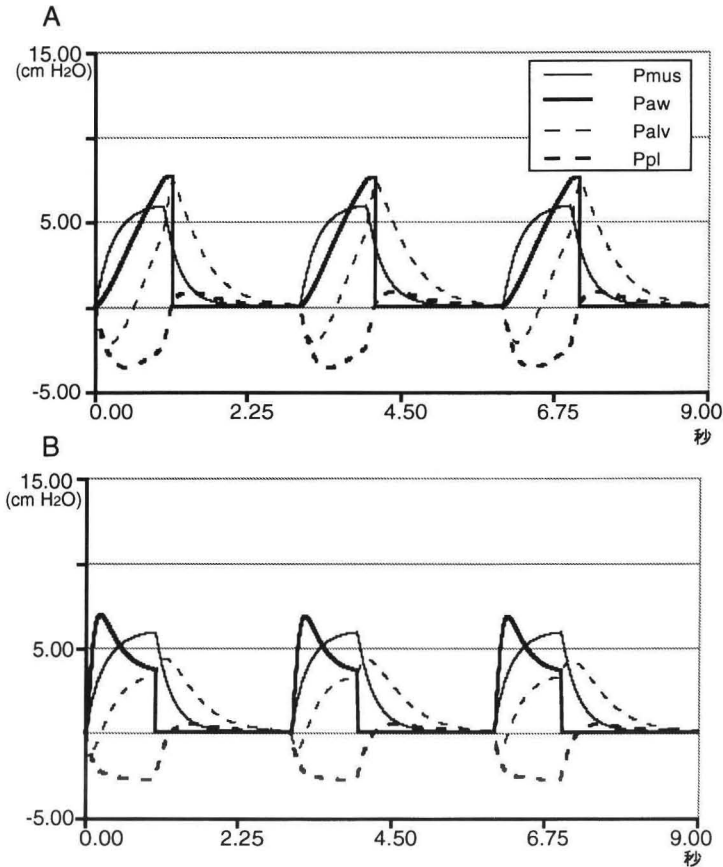 A
15.00
(cm H2O)
5.00
-5.00
0.00 2.25 4.50 6.75 9.00
秒
Pmus
Paw
Palv
Ppl
B
15.00
(cm H2O)
5.00
-5.00
0.00 2.25 4.50 6.75 9.00
秒